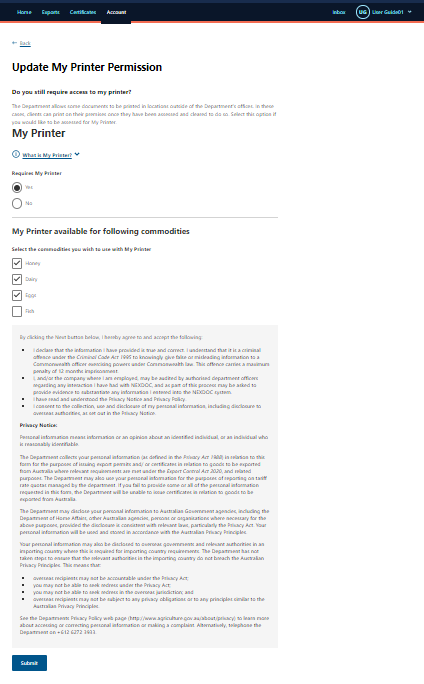 Home Exports Certificates Account Inbox UG User Guide01
← Back
Update My Printer Permission
Do you still require access to my printer?
The Department allows some documents to be printed in locations outside of the Department's offices. In these
cases, clients can print on their premises once they have been assessed and cleared to do so. Select this option if
you would like to be assessed for My Printer
My Printer
What is My Printer?
Requires My Printer
Yes
No
My Printer available for following commodities
Select the commodities you wish to use with My Printer
Honey
Dairy
Eggs
Fish
By clicking the Next button below, I hereby agree to and accept the following:
I declare that the information I have provided is true and correct. I understand that it is a criminal
offence under the Criminal Code Act 1995 to knowingly give false or misleading information to a
Commonwealth officer exercising powers under Commonwealth law. This offence carries a maximum
penalty of 12 months imprisonment.
I, and/or the company where I am employed, may be audited by authorised department officers
regarding any interaction I have had with NEXDOC, and as part of this process may be asked to
provide evidence to substantiate any information I entered into the NEXDOC system.
I have read and understood the Privacy Notice and Privacy Policy.
I consent to the collection, use and disclosure of my personal information, including disclosure to
overseas authorities, as set out in the Privacy Notice.
Privacy Notice:
Personal information means information or an opinion about an identified individual, or an individual who
is reasonably identifiable.
The Department collects your personal information (as defined in the Privacy Act 1988) in relation to this
form for the purposes of issuing export permits and/ or certificates in relation to goods to be exported
from Australia where relevant requirements are met under the Export Control Act 2020, and related
purposes. The Department may also use your personal information for the purposes of reporting on tariff
rate quotas managed by the department. If you fail to provide some or all of the personal information
requested in this form, the Department will be unable to issue certificates in relation to goods to be
exported from Australia.
The Department may disclose your personal information to Australian Government agencies, including the
Department of Home Affairs, other Australian agencies, persons or organisations where necessary for the
above purposes, provided the disclosure is consistent with relevant laws, particularly the Privacy Act. Your
personal information will be used and stored in accordance with the Australian Privacy Principles.
Your personal information may also be disclosed to overseas governments and relevant authorities in an
importing country where this is required for importing country requirements. The Department has not
taken steps to ensure that the relevant authorities in the importing country do not breach the Australian
Privacy Principles. This means that:
overseas recipients may not be accountable under the Privacy Act;
you may not be able to seek redress under the Privacy Act;
you may not be able to seek redress in the overseas jurisdiction; and
overseas recipients may not be subject to any privacy obligations or to any principles similar to the
Australian Privacy Principles.
See the Departments Privacy Policy web page (http://www.agriculture.gov.au/about/privacy) to learn more
about accessing or correcting personal information or making a complaint. Alternatively, telephone the
Department on +61 2 6272 3933.
Submit